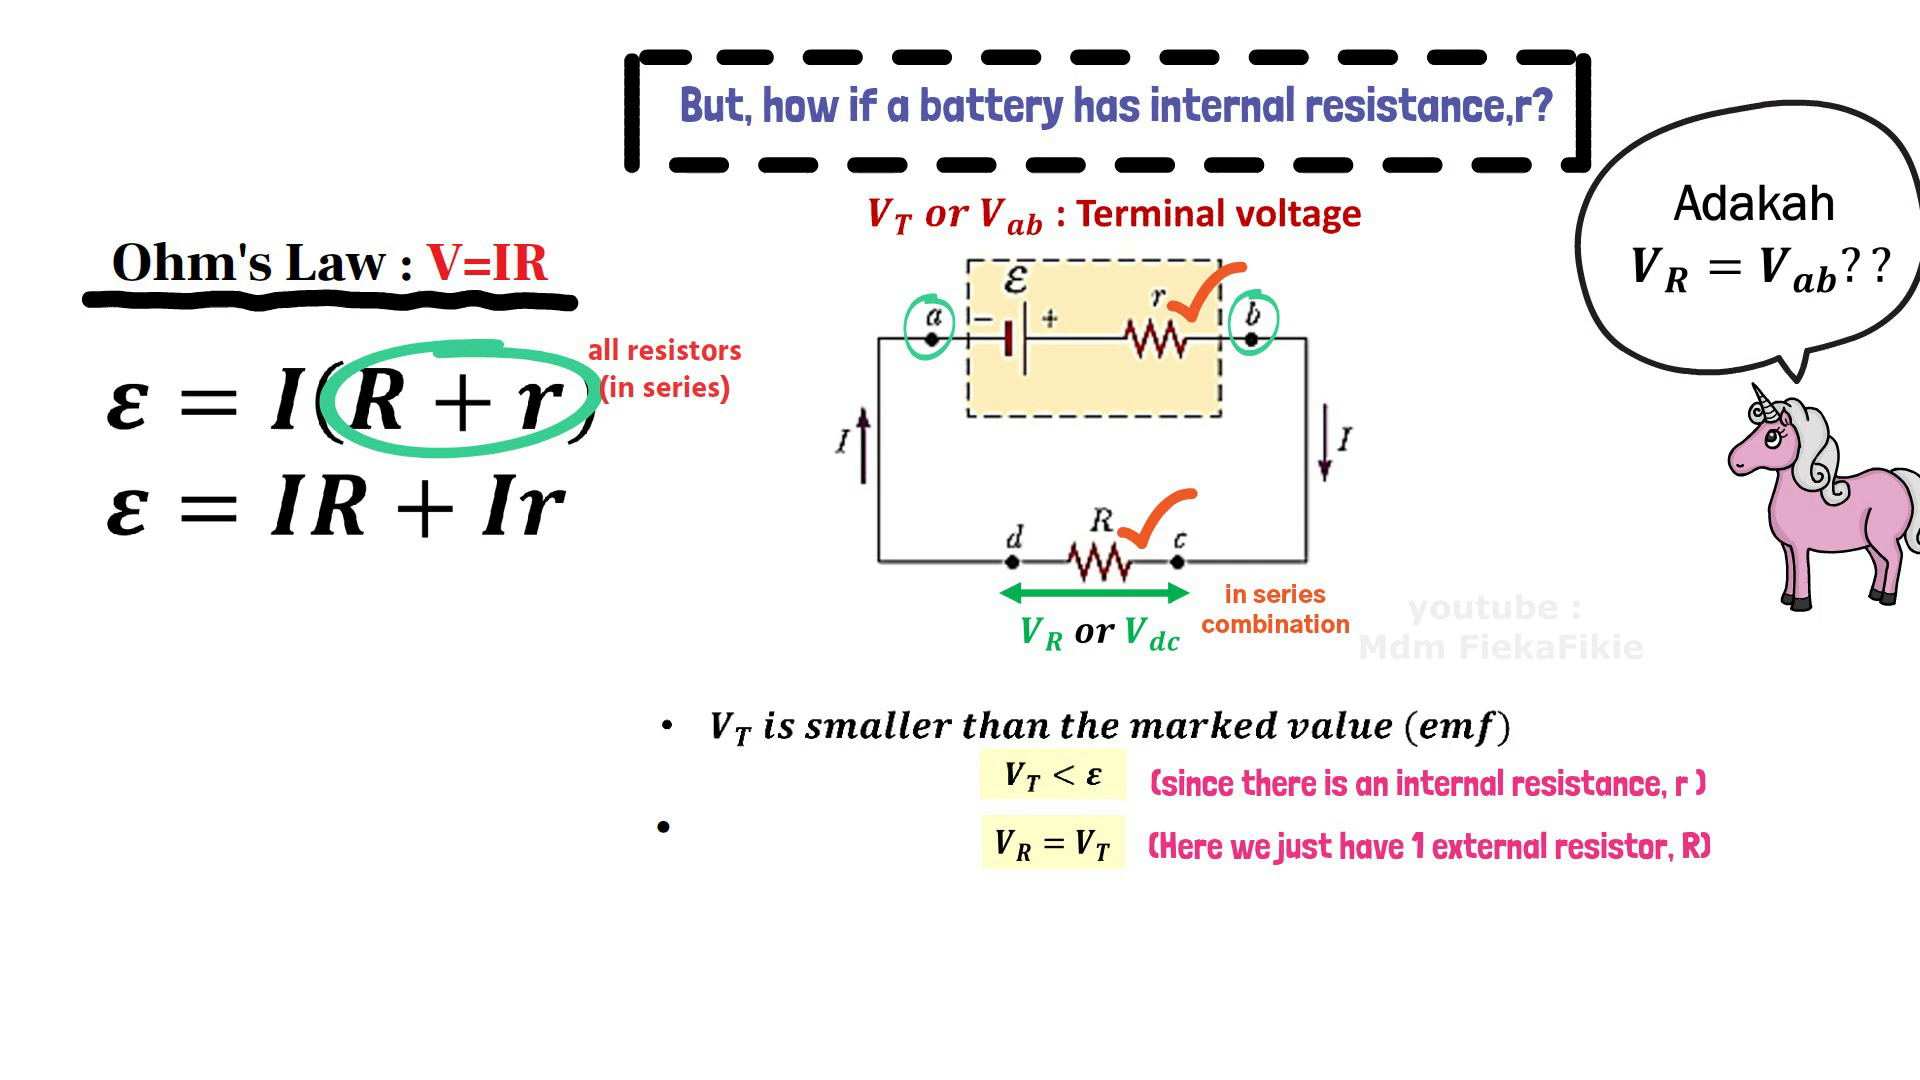 But, how if a battery has internal resistance,r?
Adakah
V_R = V_ab??
V_T or V_ab : Terminal voltage
Ohm's Law : V=IR
ε = I(R + r)
all resistors
(in series)
ε = IR + Ir
ε
r
a
− +
b
I
I
R
d
c
V_R or V_dc
in series
combination
youtube :
Mdm FiekaFikie
• V_T is smaller than the marked value (emf)
V_T < ε (since there is an internal resistance, r )
• V_R = V_T (Here we just have 1 external resistor, R)